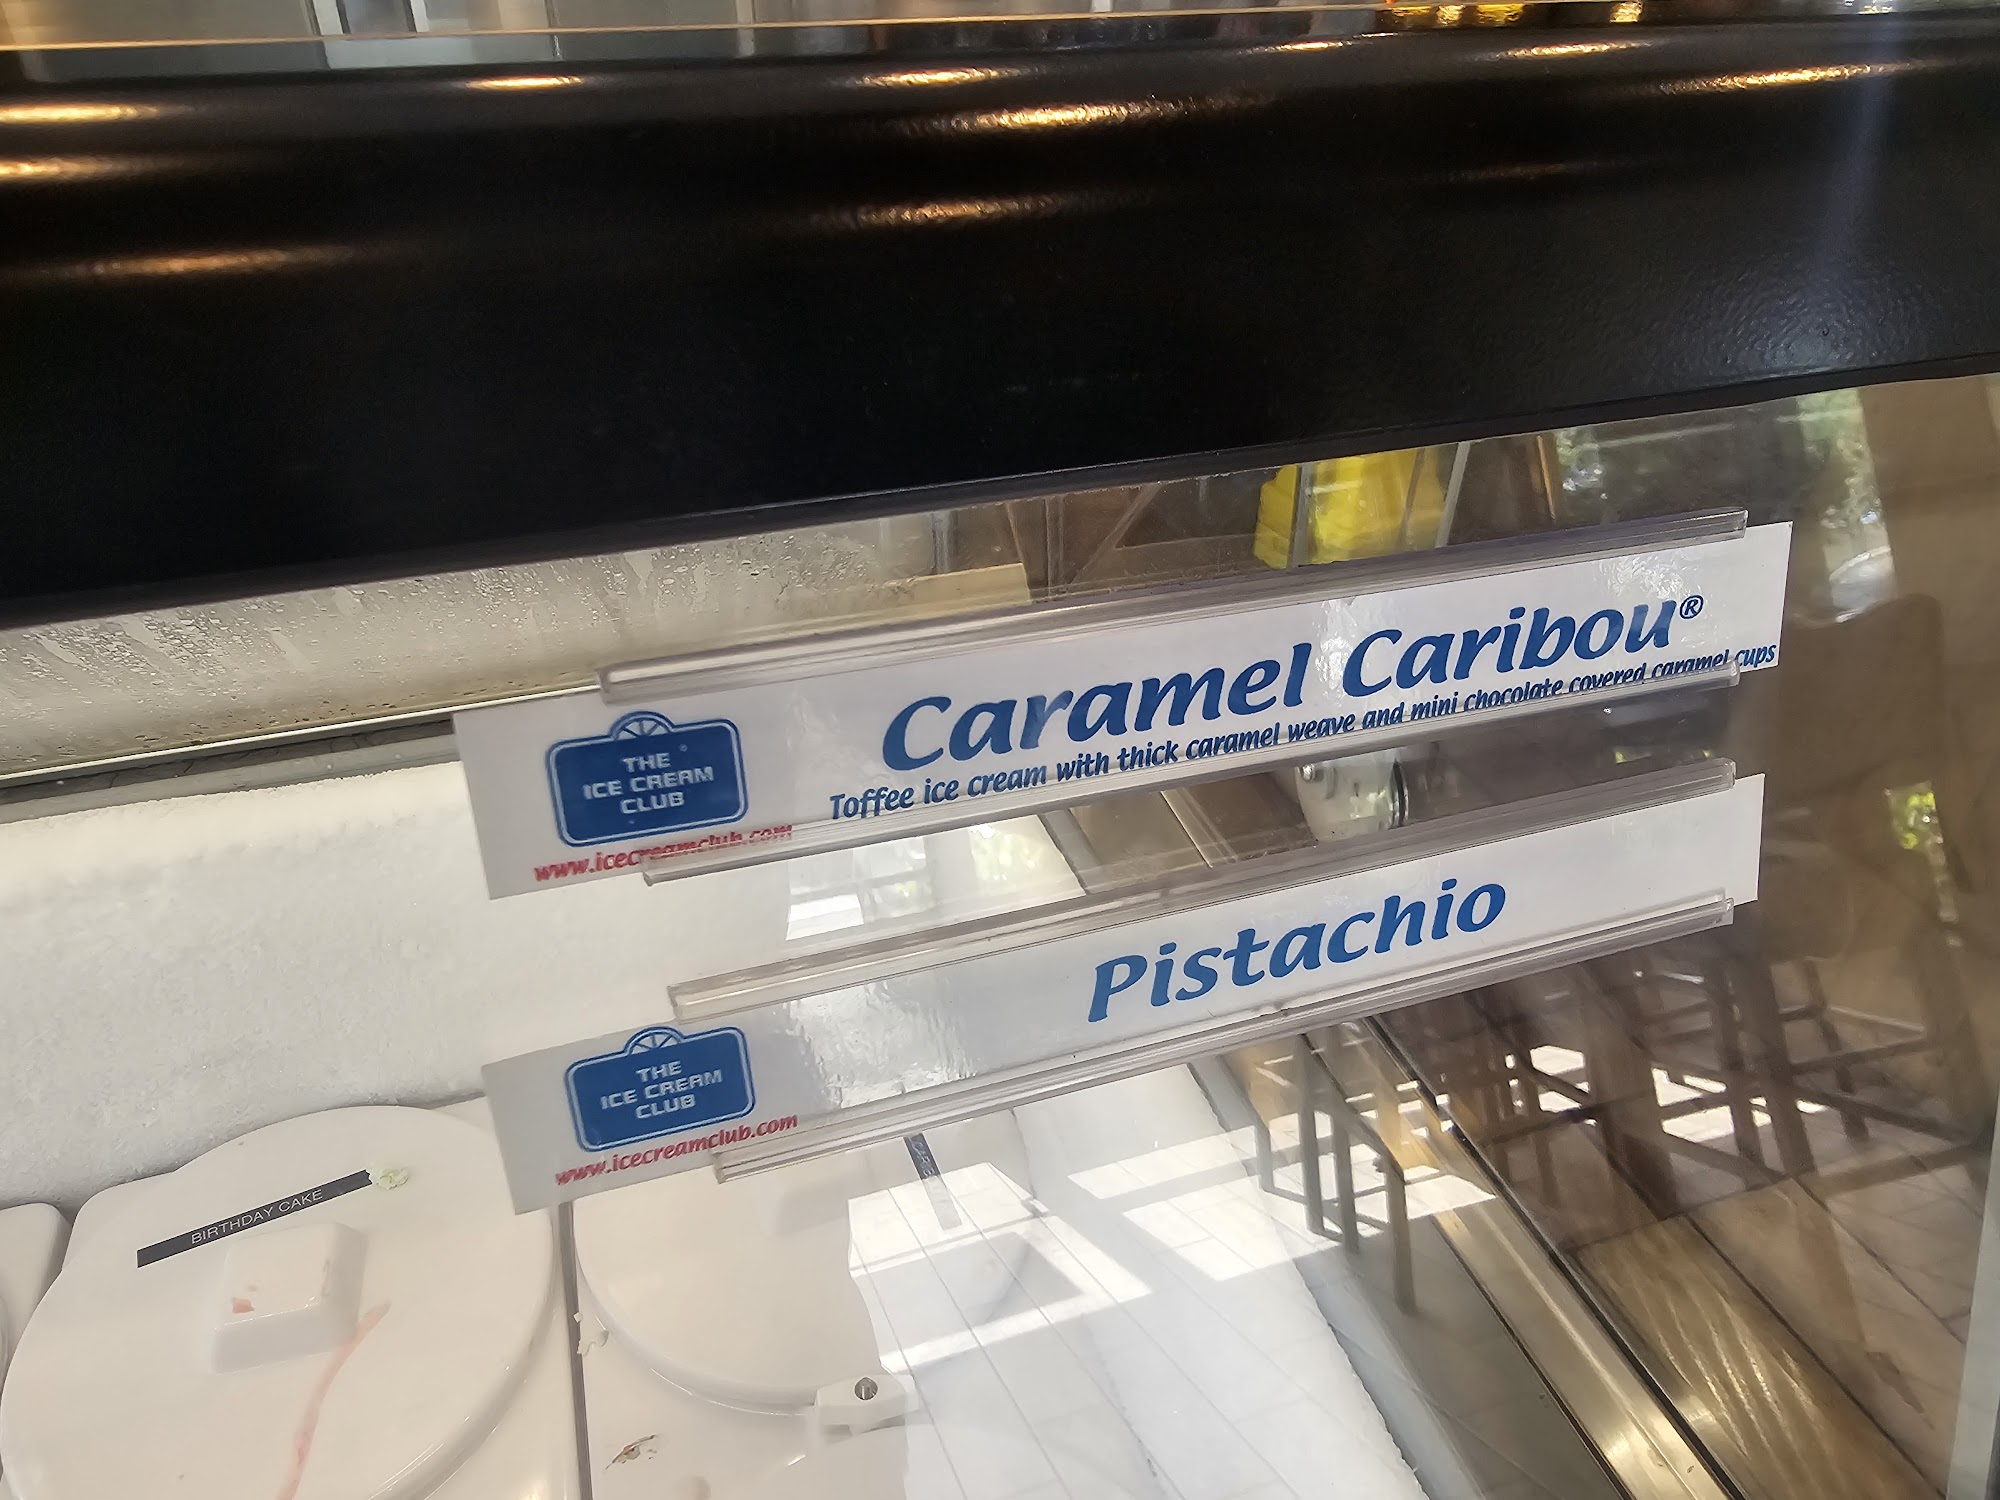 Caramel Caribou®
Toffee ice cream with thick caramel weave and mini chocolate covered caramel cups
THE
ICE CREAM
CLUB
www.icecreamclub.com
Pistachio
THE
ICE CREAM
CLUB
www.icecreamclub.com
BIRTHDAY CAKE